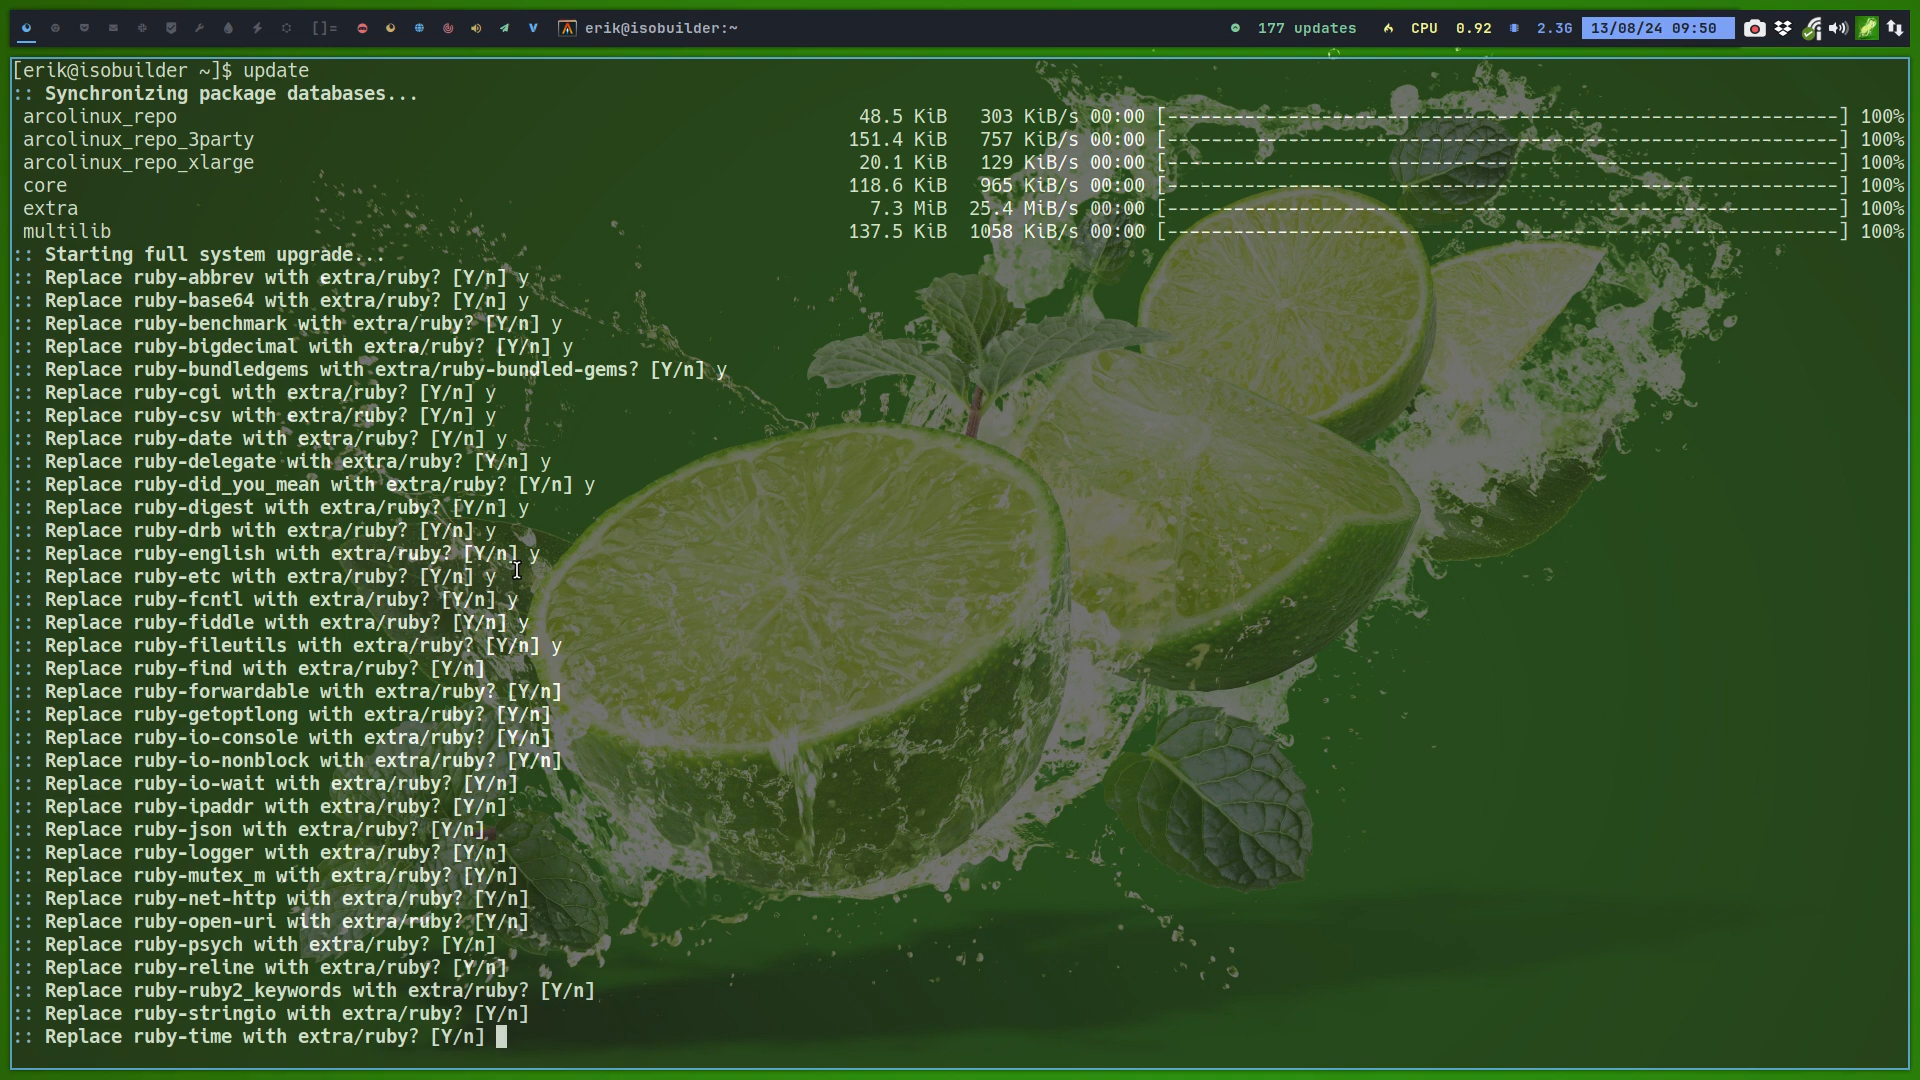 []= erik@isobuilder:~ 177 updates CPU 0.92 2.3G 13/08/24 09:50
[erik@isobuilder ~]$ update
:: Synchronizing package databases...
arcolinux_repo 48.5 KiB 303 KiB/s 00:00 [-------------------------------------------------------------] 100%
arcolinux_repo_3party 151.4 KiB 757 KiB/s 00:00 [-------------------------------------------------------------] 100%
arcolinux_repo_xlarge 20.1 KiB 129 KiB/s 00:00 [-------------------------------------------------------------] 100%
core 118.6 KiB 965 KiB/s 00:00 [-------------------------------------------------------------] 100%
extra 7.3 MiB 25.4 MiB/s 00:00 [-------------------------------------------------------------] 100%
multilib 137.5 KiB 1058 KiB/s 00:00 [-------------------------------------------------------------] 100%
:: Starting full system upgrade...
:: Replace ruby-abbrev with extra/ruby? [Y/n] y
:: Replace ruby-base64 with extra/ruby? [Y/n] y
:: Replace ruby-benchmark with extra/ruby? [Y/n] y
:: Replace ruby-bigdecimal with extra/ruby? [Y/n] y
:: Replace ruby-bundledgems with extra/ruby-bundled-gems? [Y/n] y
:: Replace ruby-cgi with extra/ruby? [Y/n] y
:: Replace ruby-csv with extra/ruby? [Y/n] y
:: Replace ruby-date with extra/ruby? [Y/n] y
:: Replace ruby-delegate with extra/ruby? [Y/n] y
:: Replace ruby-did_you_mean with extra/ruby? [Y/n] y
:: Replace ruby-digest with extra/ruby? [Y/n] y
:: Replace ruby-drb with extra/ruby? [Y/n] y
:: Replace ruby-english with extra/ruby? [Y/n] y
:: Replace ruby-etc with extra/ruby? [Y/n] y
:: Replace ruby-fcntl with extra/ruby? [Y/n] y
:: Replace ruby-fiddle with extra/ruby? [Y/n] y
:: Replace ruby-fileutils with extra/ruby? [Y/n] y
:: Replace ruby-find with extra/ruby? [Y/n]
:: Replace ruby-forwardable with extra/ruby? [Y/n]
:: Replace ruby-getoptlong with extra/ruby? [Y/n]
:: Replace ruby-io-console with extra/ruby? [Y/n]
:: Replace ruby-io-nonblock with extra/ruby? [Y/n]
:: Replace ruby-io-wait with extra/ruby? [Y/n]
:: Replace ruby-ipaddr with extra/ruby? [Y/n]
:: Replace ruby-json with extra/ruby? [Y/n]
:: Replace ruby-logger with extra/ruby? [Y/n]
:: Replace ruby-mutex_m with extra/ruby? [Y/n]
:: Replace ruby-net-http with extra/ruby? [Y/n]
:: Replace ruby-open-uri with extra/ruby? [Y/n]
:: Replace ruby-psych with extra/ruby? [Y/n]
:: Replace ruby-reline with extra/ruby? [Y/n]
:: Replace ruby-ruby2_keywords with extra/ruby? [Y/n]
:: Replace ruby-stringio with extra/ruby? [Y/n]
:: Replace ruby-time with extra/ruby? [Y/n]